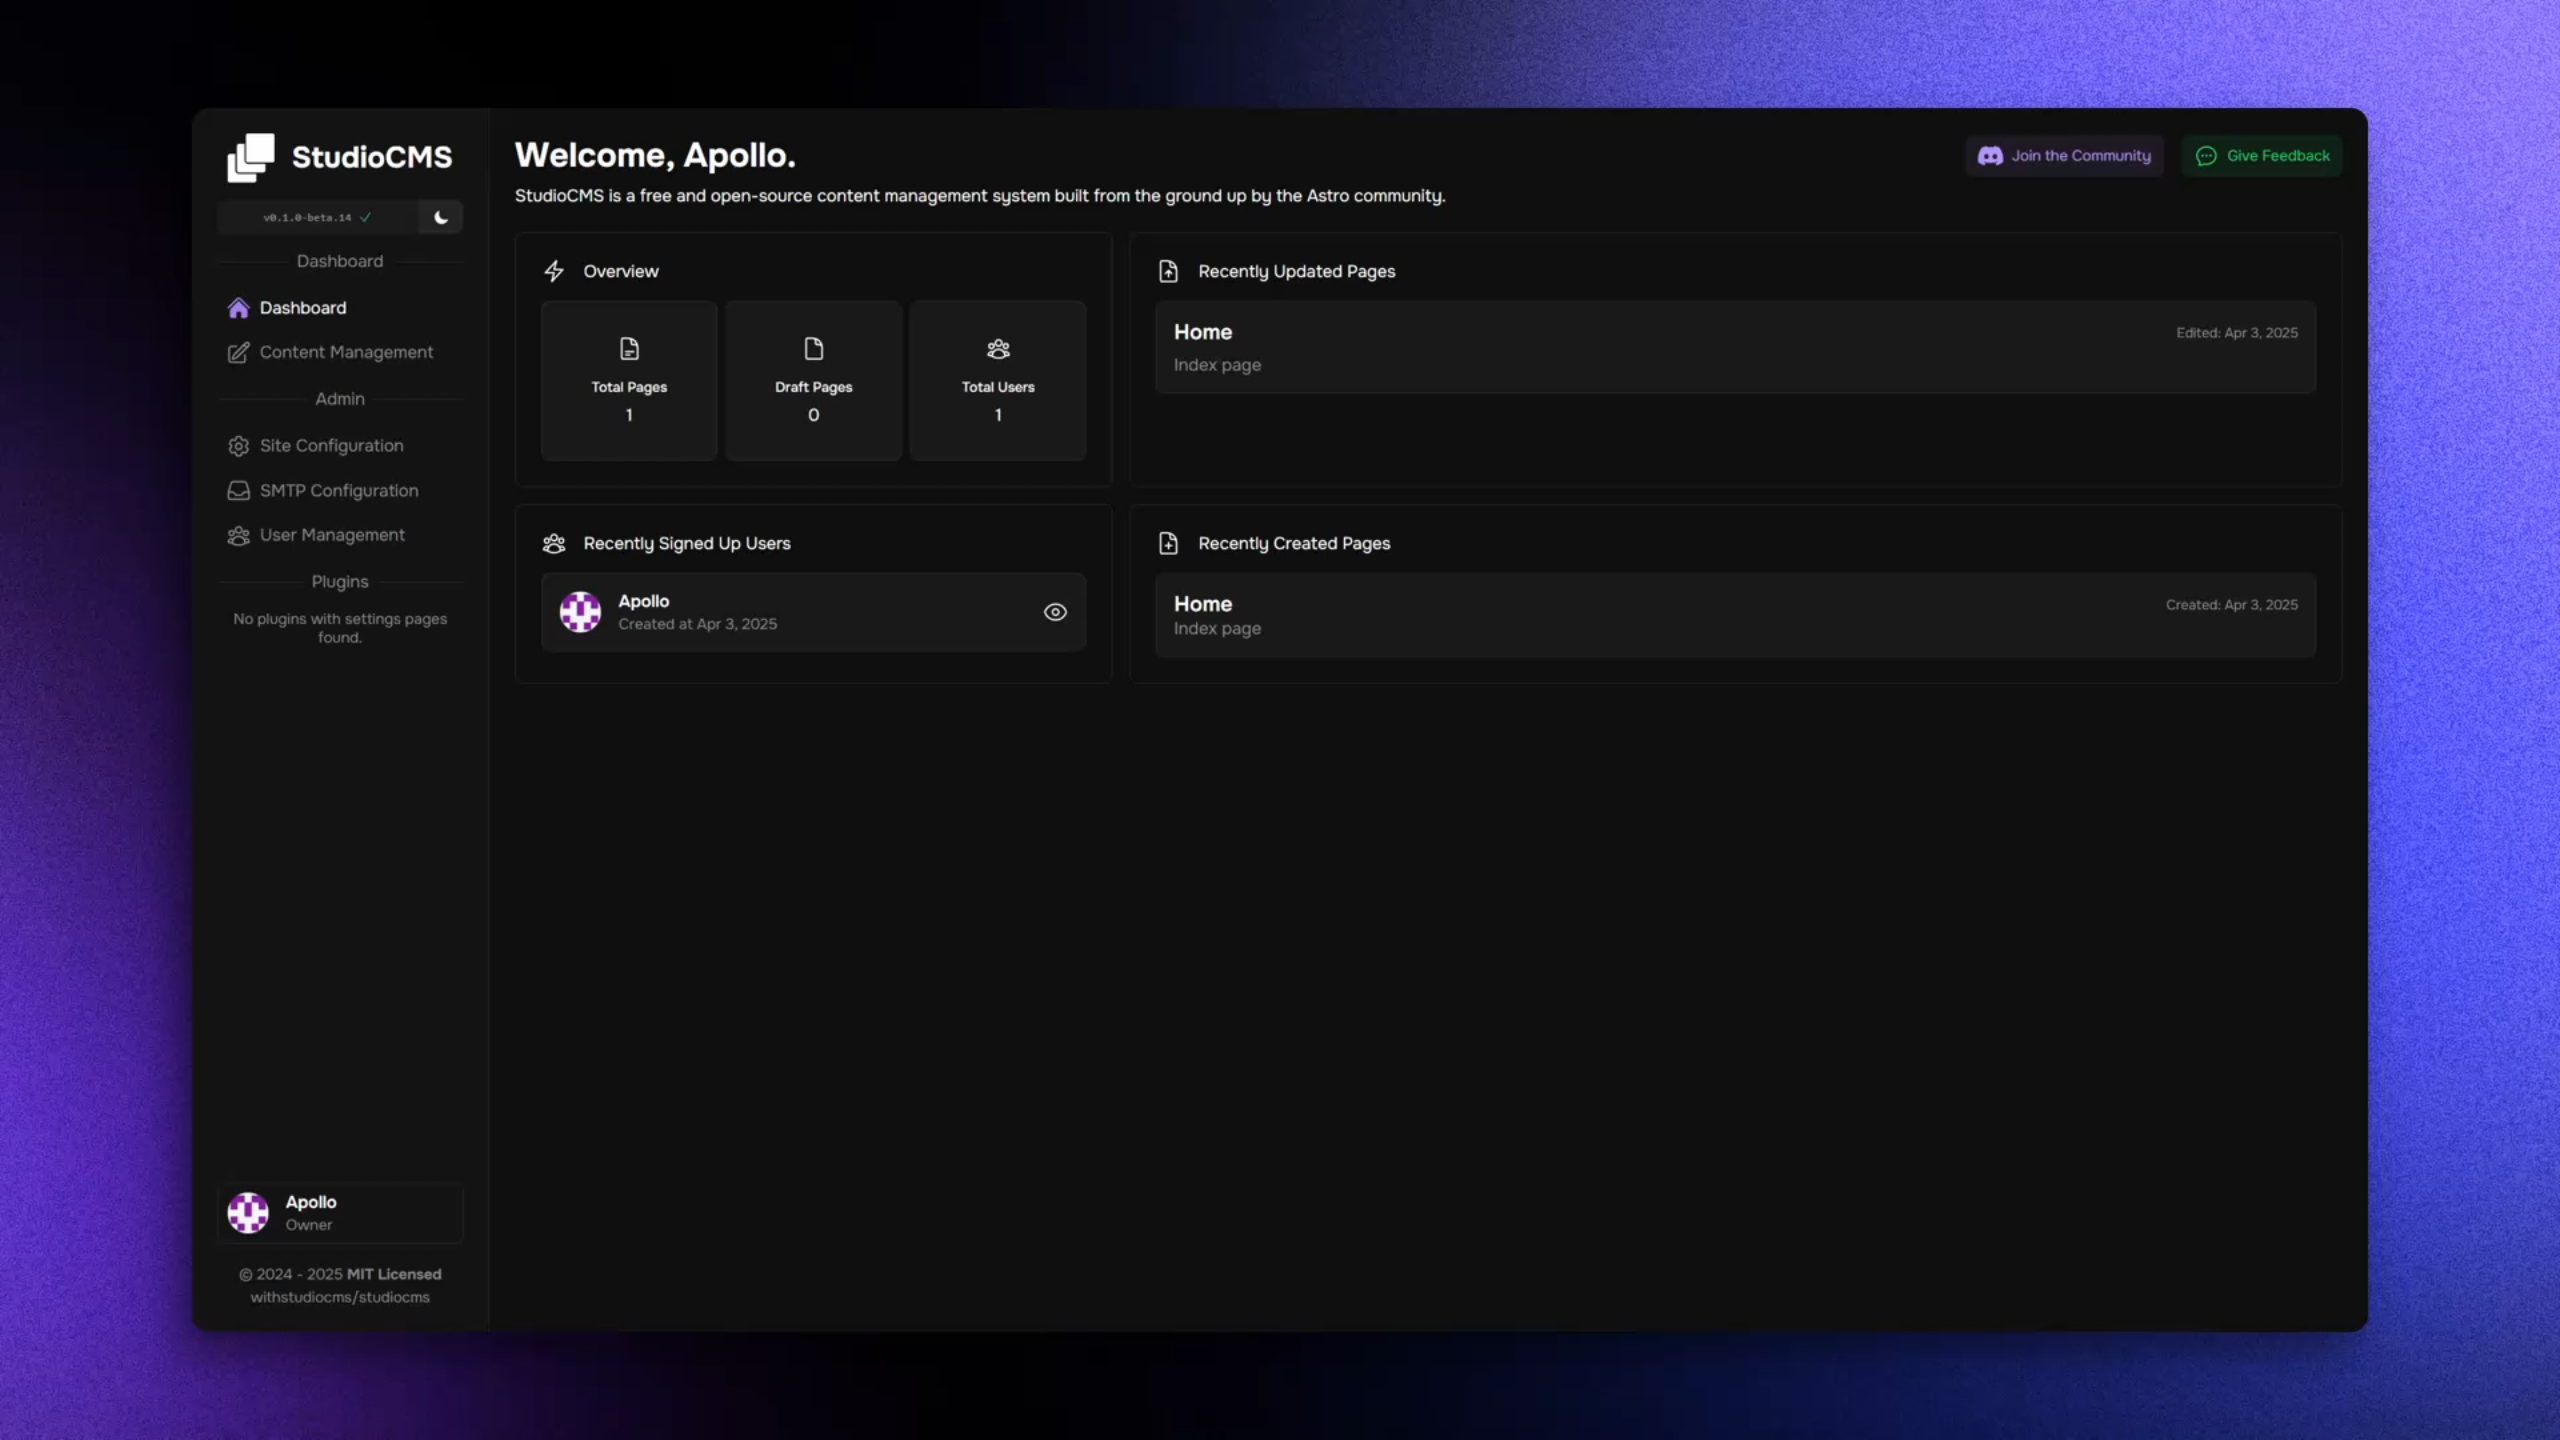 StudioCMS
v0.1.0-beta.14
Dashboard
Dashboard
Content Management
Admin
Site Configuration
SMTP Configuration
User Management
Plugins
No plugins with settings pages
found.
Apollo
Owner
© 2024 - 2025 MIT Licensed
withstudiocms/studiocms
Welcome, Apollo.
StudioCMS is a free and open-source content management system built from the ground up by the Astro community.
Join the Community
Give Feedback
Overview
Total Pages
1
Draft Pages
0
Total Users
1
Recently Updated Pages
Home
Edited: Apr 3, 2025
Index page
Recently Signed Up Users
Apollo
Created at Apr 3, 2025
Recently Created Pages
Home
Created: Apr 3, 2025
Index page